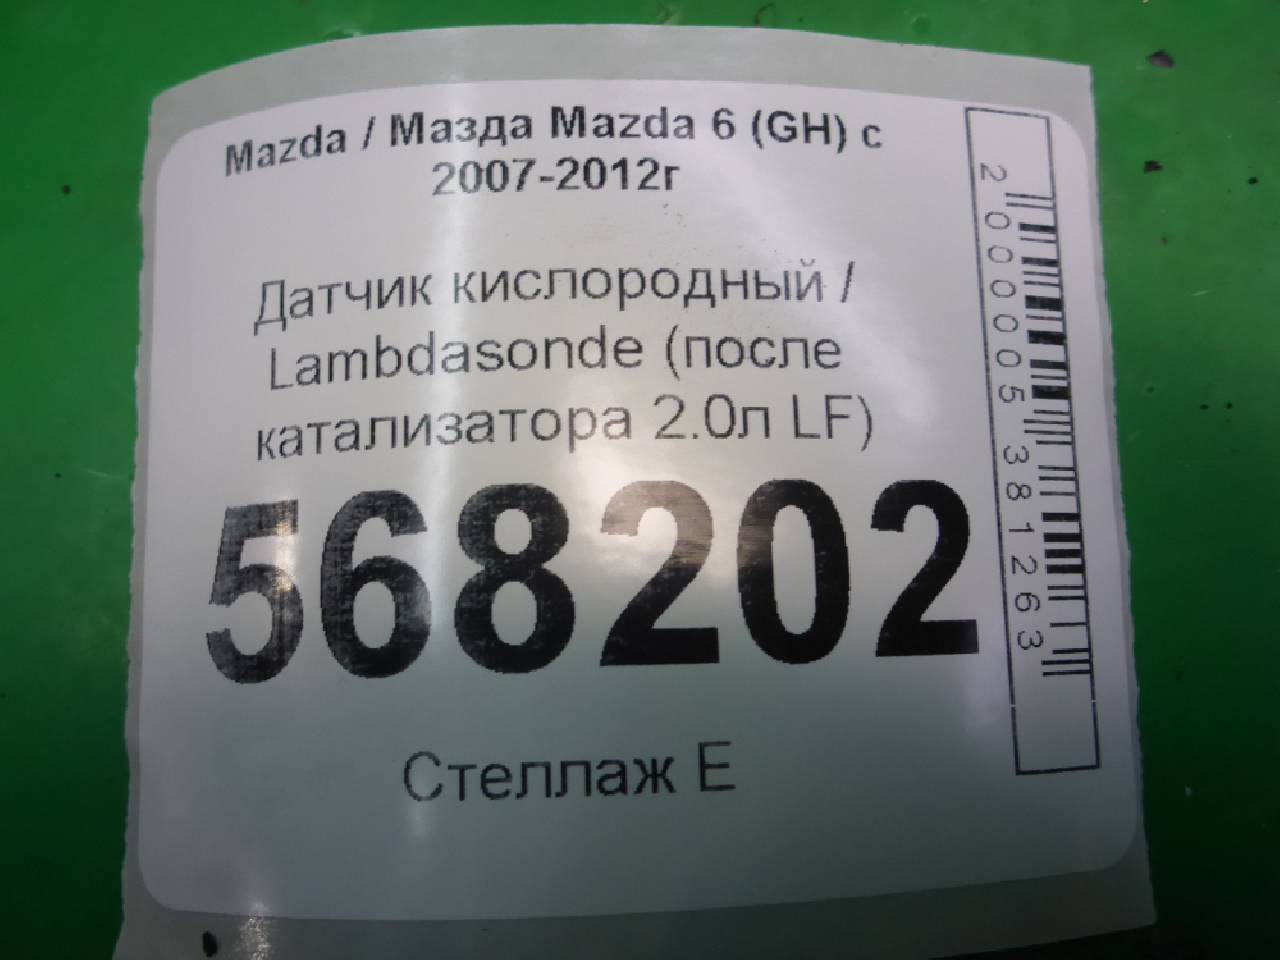 Mazda / Мазда Mazda 6 (GH) с
2007-2012г
Датчик кислородный /
Lambdasonde (после
катализатора 2.0л LF)
568202
Стеллаж Е
2000005381263